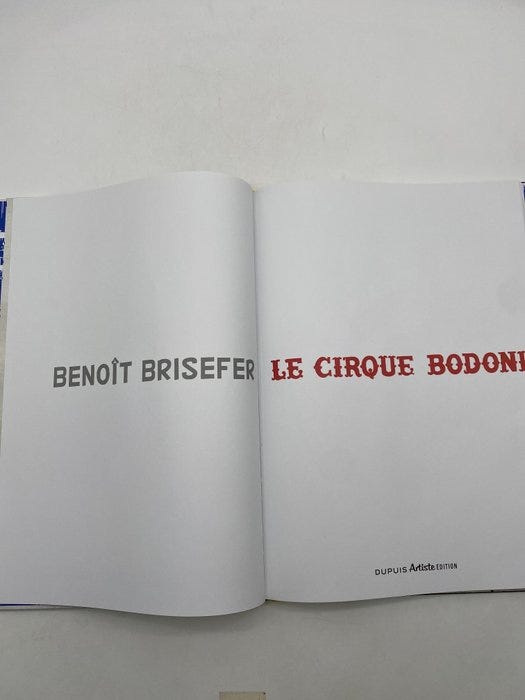 BENOÎT BRISEFER
LE CIRQUE BODONI
DUPUIS Artiste EDITION